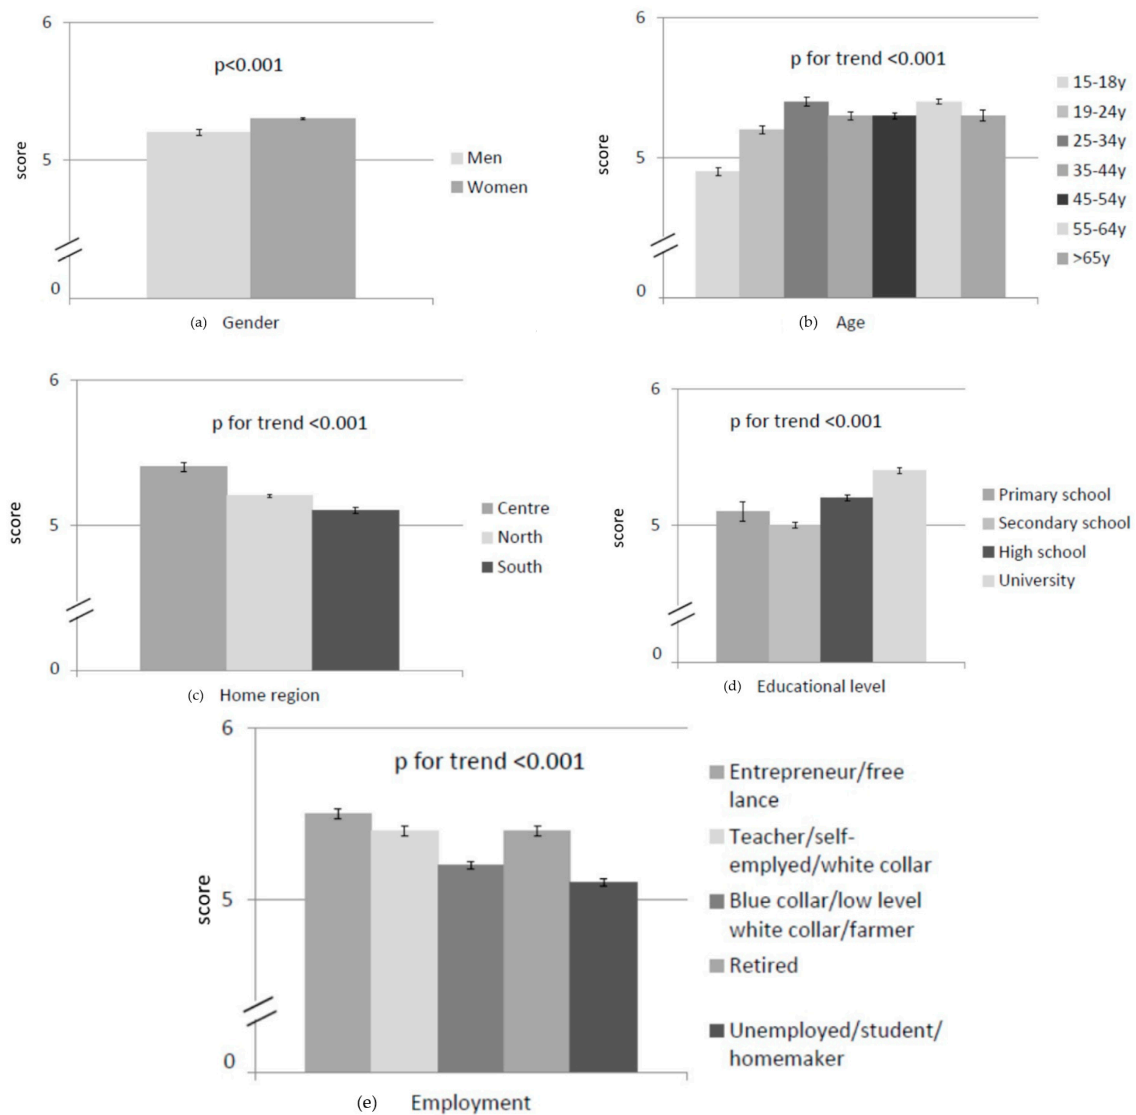 6
p<0.001
score
5
Men
Women
0
(a) Gender
6
p for trend <0.001
score
5
15-18y
19-24y
25-34y
35-44y
45-54y
55-64y
>65y
0
(b) Age
6
p for trend <0.001
score
5
Centre
North
South
0
(c) Home region
6
p for trend <0.001
score
5
Primary school
Secondary school
High school
University
0
(d) Educational level
6
p for trend <0.001
score
5
Entrepreneur/free
lance
Teacher/self-
emplyed/white collar
Blue collar/low level
white collar/farmer
Retired
Unemployed/student/
homemaker
0
(e) Employment